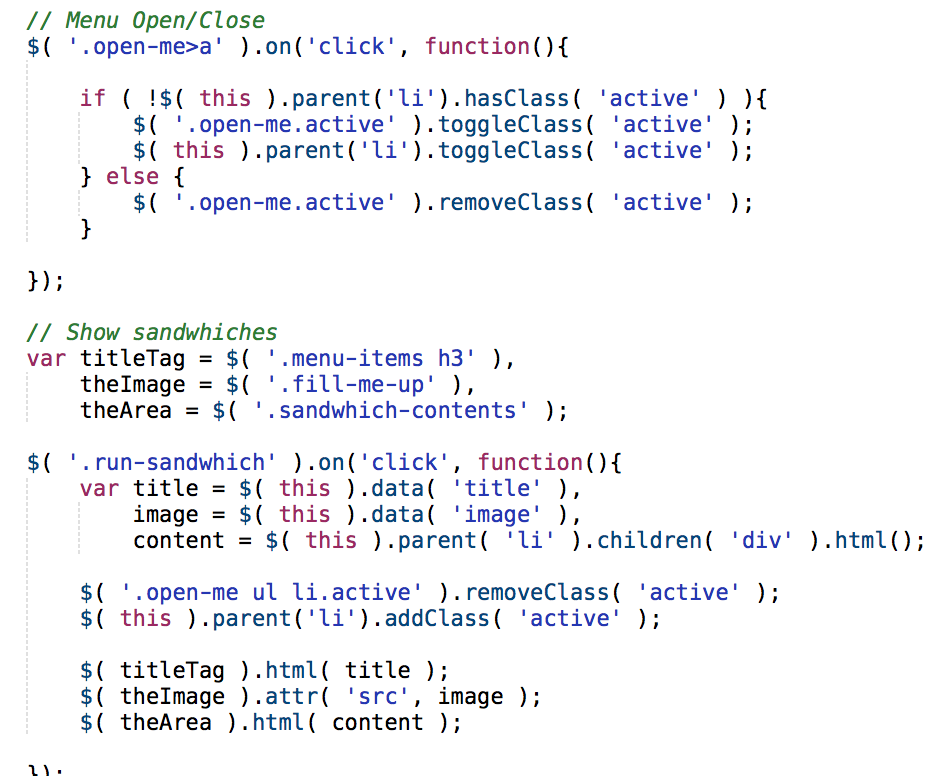 // Menu Open/Close
$( '.open-me>a' ).on('click', function(){
if ( !$( this ).parent('li').hasClass( 'active' ) ){
$( '.open-me.active' ).toggleClass( 'active' );
$( this ).parent('li').toggleClass( 'active' );
} else {
$( '.open-me.active' ).removeClass( 'active' );
}
});
// Show sandwhiches
var titleTag = $( '.menu-items h3' ),
theImage = $( '.fill-me-up' ),
theArea = $( '.sandwhich-contents' );
$( '.run-sandwhich' ).on('click', function(){
var title = $( this ).data( 'title' ),
image = $( this ).data( 'image' ),
content = $( this ).parent( 'li' ).children( 'div' ).html();
$( '.open-me ul li.active' ).removeClass( 'active' );
$( this ).parent('li').addClass( 'active' );
$( titleTag ).html( title );
$( theImage ).attr( 'src', image );
$( theArea ).html( content );
});